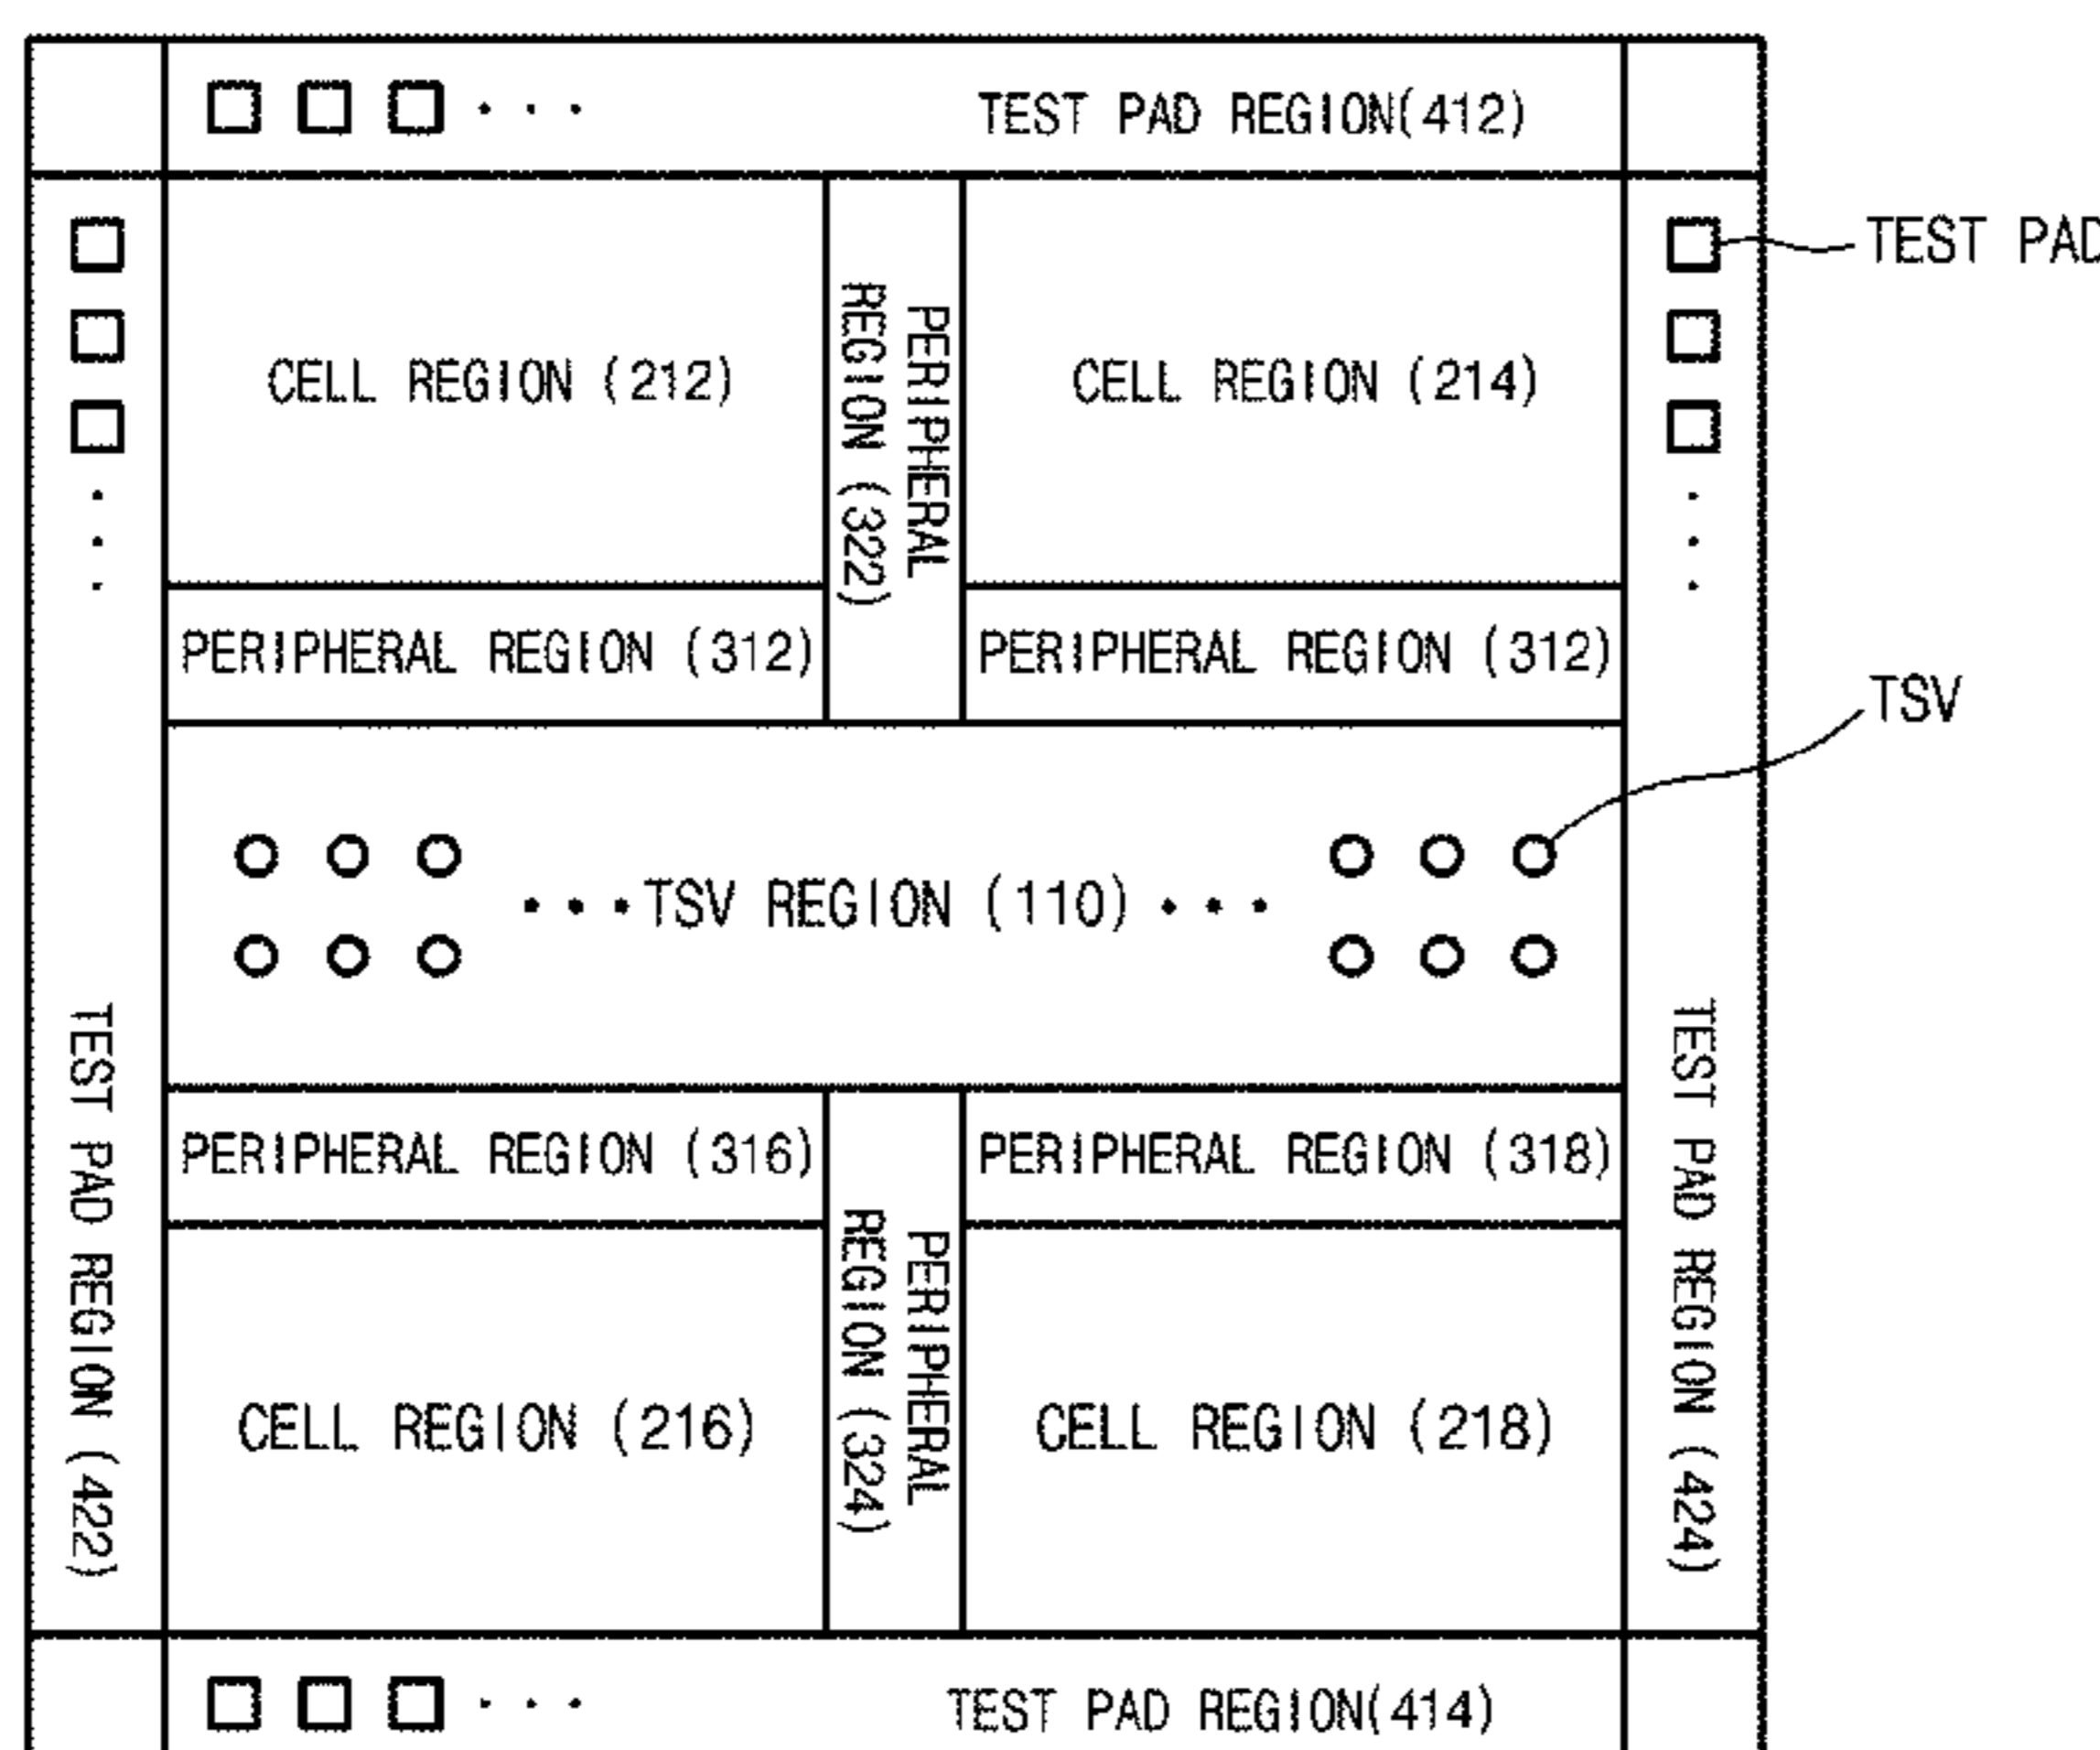 TEST PAD REGION(412)
TEST PAD
CELL REGION (212)
PERIPHERAL
REGION (322)
CELL REGION (214)
PERIPHERAL REGION (312)
PERIPHERAL REGION (312)
TSV
TSV REGION (110)
TEST PAD REGION (422)
TEST PAD REGION (424)
PERIPHERAL REGION (316)
PERIPHERAL REGION (318)
PERIPHERAL
REGION (324)
CELL REGION (216)
CELL REGION (218)
TEST PAD REGION(414)